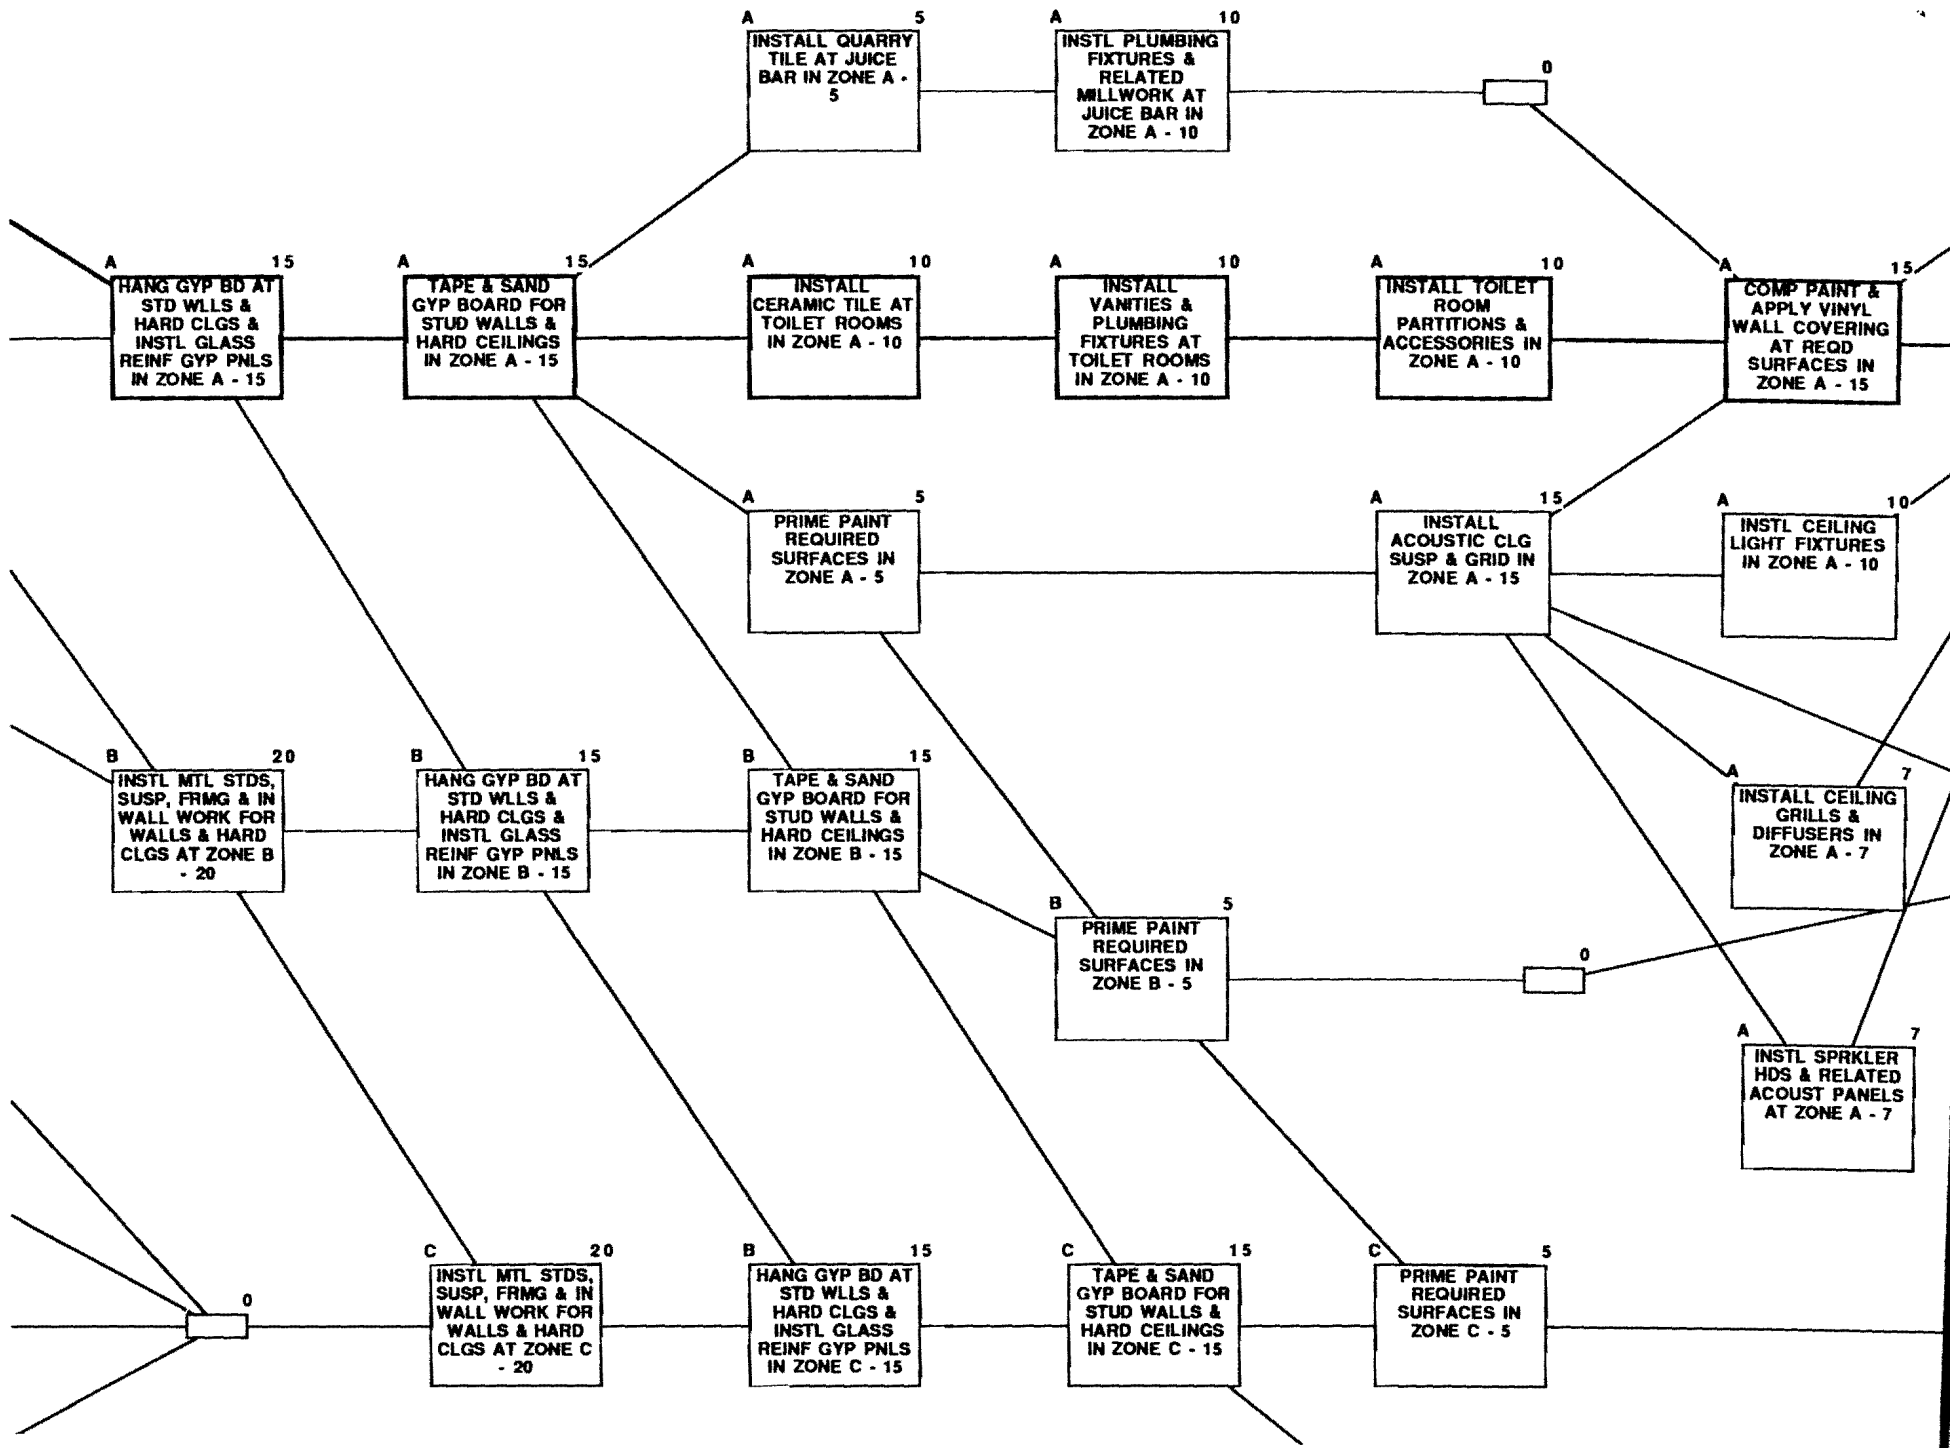 A 5
INSTALL QUARRY
TILE AT JUICE
BAR IN ZONE A -
5
A 10
INSTL PLUMBING
FIXTURES &
RELATED
MILLWORK AT
JUICE BAR IN
ZONE A - 10
0
A 15
HANG GYP BD AT
STD WLLS &
HARD CLGS &
INSTL GLASS
REINF GYP PNLS
IN ZONE A - 15
A 15
TAPE & SAND
GYP BOARD FOR
STUD WALLS &
HARD CEILINGS
IN ZONE A - 15
A 10
INSTALL
CERAMIC TILE AT
TOILET ROOMS
IN ZONE A - 10
A 10
INSTALL
VANITIES &
PLUMBING
FIXTURES AT
TOILET ROOMS
IN ZONE A - 10
A 10
INSTALL TOILET
ROOM
PARTITIONS &
ACCESSORIES IN
ZONE A - 10
A 15
COMP PAINT &
APPLY VINYL
WALL COVERING
AT REQD
SURFACES IN
ZONE A - 15
A 5
PRIME PAINT
REQUIRED
SURFACES IN
ZONE A - 5
A 15
INSTALL
ACOUSTIC CLG
SUSP & GRID IN
ZONE A - 15
A 10
INSTL CEILING
LIGHT FIXTURES
IN ZONE A - 10
B 20
INSTL MTL STDS,
SUSP, FRMG & IN
WALL WORK FOR
WALLS & HARD
CLGS AT ZONE B
- 20
B 15
HANG GYP BD AT
STD WLLS &
HARD CLGS &
INSTL GLASS
REINF GYP PNLS
IN ZONE B - 15
B 15
TAPE & SAND
GYP BOARD FOR
STUD WALLS &
HARD CEILINGS
IN ZONE B - 15
A 7
INSTALL CEILING
GRILLS &
DIFFUSERS IN
ZONE A - 7
B 5
PRIME PAINT
REQUIRED
SURFACES IN
ZONE B - 5
0
A 7
INSTL SPRKLER
HDS & RELATED
ACOUST PANELS
AT ZONE A - 7
0
C 20
INSTL MTL STDS,
SUSP, FRMG & IN
WALL WORK FOR
WALLS & HARD
CLGS AT ZONE C
- 20
B 15
HANG GYP BD AT
STD WLLS &
HARD CLGS &
INSTL GLASS
REINF GYP PNLS
IN ZONE C - 15
C 15
TAPE & SAND
GYP BOARD FOR
STUD WALLS &
HARD CEILINGS
IN ZONE C - 15
C 5
PRIME PAINT
REQUIRED
SURFACES IN
ZONE C - 5